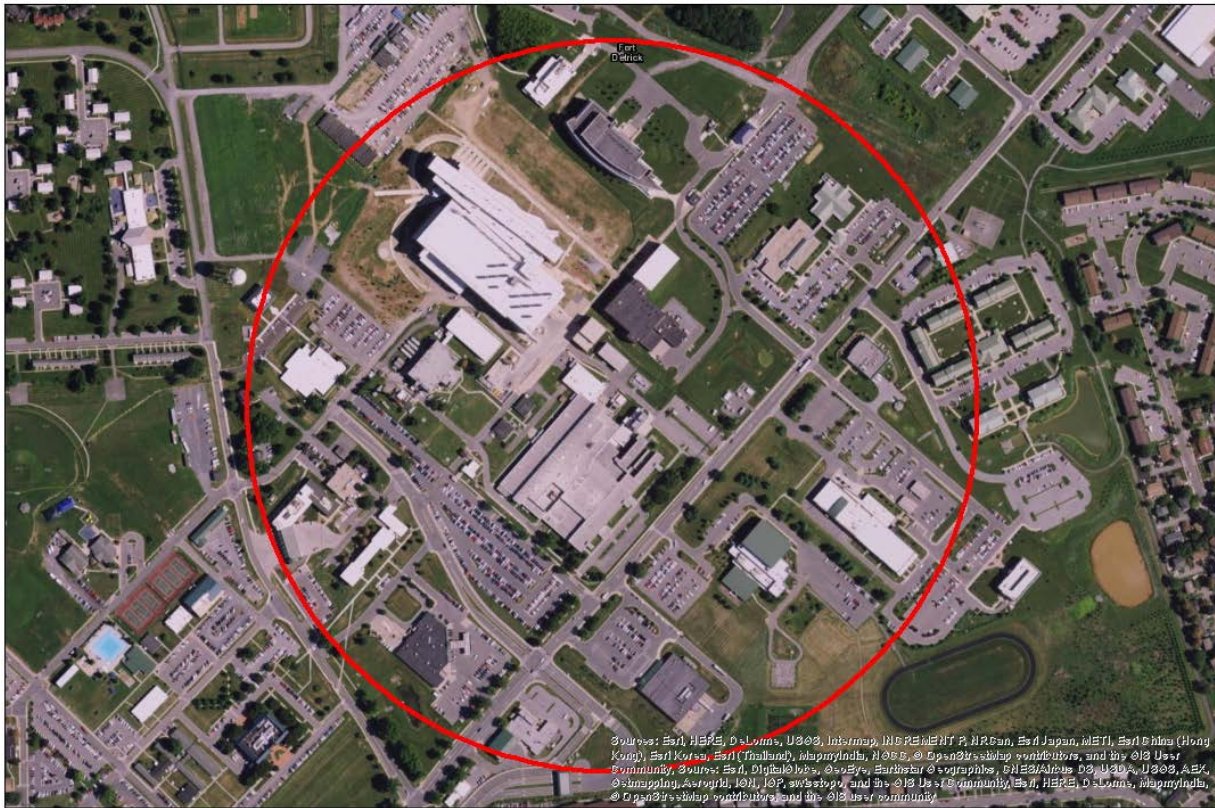 Fort
Detrick
Sources: Esri, HERE, DeLorme, USGS, Intermap, INCREMENT P, NRCan, Esri Japan, METI, Esri China (Hong
Kong), Esri Korea, Esri (Thailand), MapmyIndia, NGCC, © OpenStreetMap contributors, and the GIS User
Community, Source: Esri, DigitalGlobe, GeoEye, Earthstar Geographics, CNES/Airbus DS, USDA, USGS, AEX,
Getmapping, Aerogrid, IGN, IGP, swisstopo, and the GIS User Community, Esri, HERE, DeLorme, MapmyIndia,
© OpenStreetMap contributors, and the GIS user community